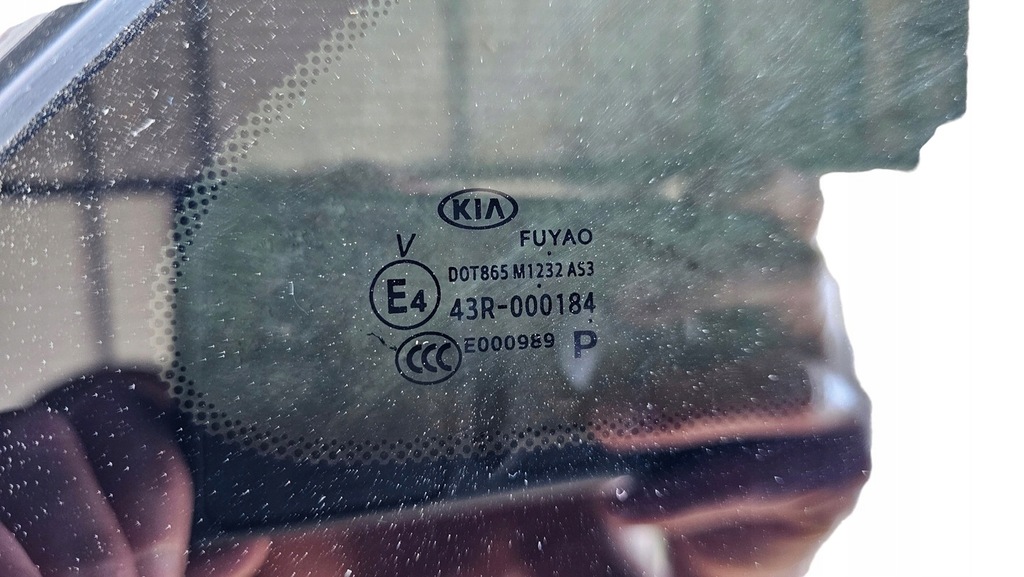 KIA
V FUYAO
E4 DOT865 M1232 AS3
43R-000184
CCC E000989 P